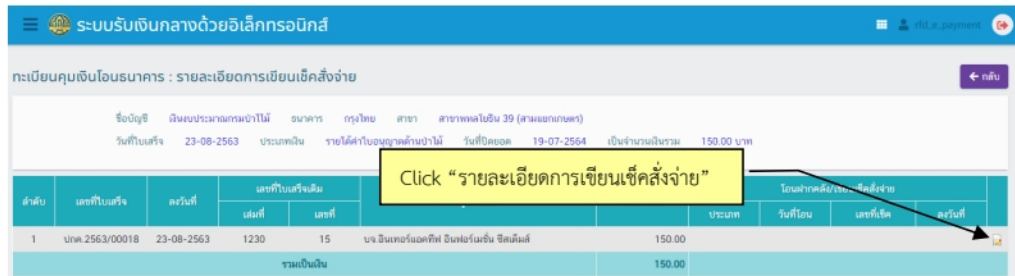 ระบบรับเงินกลางด้วยอิเล็กทรอนิกส์ rfd_e_payment
ทะเบียนคุมเงินโอนธนาคาร : รายละเอียดการเขียนเช็คสั่งจ่าย กลับ
ชื่อบัญชี เงินงบประมาณกรมป่าไม้ ธนาคาร กรุงไทย สาขา สาขาพหลโยธิน 39 (สามแยกเกษตร)
วันที่ใบเสร็จ 23-08-2563 ประเภทเงิน รายได้ค่าใบอนุญาตด้านป่าไม้ วันที่ปิดยอด 19-07-2564 เป็นจำนวนเงินรวม 150.00 บาท
Click “รายละเอียดการเขียนเช็คสั่งจ่าย”
ลำดับ เลขที่ใบเสร็จ ลงวันที่ เลขที่ใบเสร็จเดิม โอนฝากคลัง/เขียนเช็คสั่งจ่าย
เล่มที่ เลขที่ ประเภท วันที่โอน เลขที่เช็ค ลงวันที่
1 ปกค.2563/00018 23-08-2563 1230 15 บจ.อินเทอร์แอคทีฟ อินฟอร์เมชั่น ซิสเต็มส์ 150.00
รวมเป็นเงิน 150.00